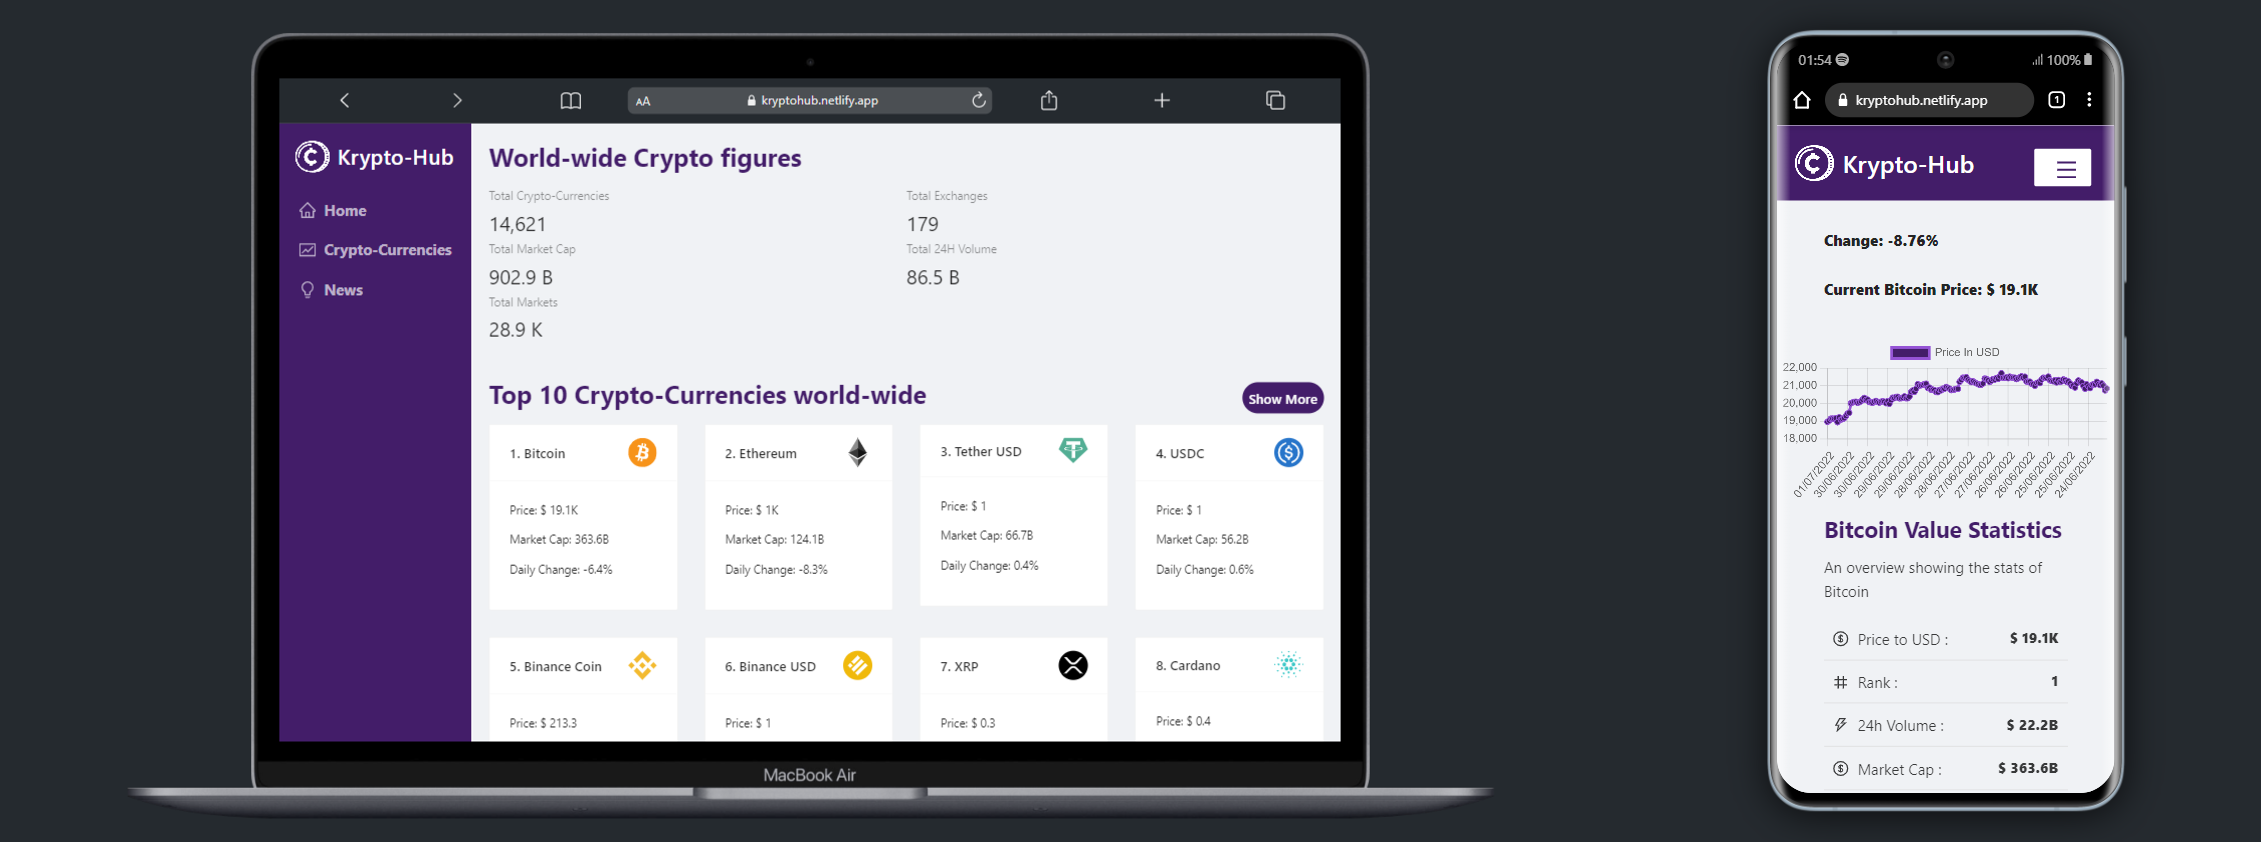 AA
kryptohub.netlify.app
Krypto-Hub
Home
Crypto-Currencies
News
World-wide Crypto figures
Total Crypto-Currencies
14,621
Total Exchanges
179
Total Market Cap
902.9 B
Total 24H Volume
86.5 B
Total Markets
28.9 K
Top 10 Crypto-Currencies world-wide
Show More
1. Bitcoin
Price: $ 19.1K
Market Cap: 363.6B
Daily Change: -6.4%
2. Ethereum
Price: $ 1K
Market Cap: 124.1B
Daily Change: -8.3%
3. Tether USD
Price: $ 1
Market Cap: 66.7B
Daily Change: 0.4%
4. USDC
Price: $ 1
Market Cap: 56.2B
Daily Change: 0.6%
5. Binance Coin
Price: $ 213.3
6. Binance USD
Price: $ 1
7. XRP
Price: $ 0.3
8. Cardano
Price: $ 0.4
MacBook Air
01:54
100%
kryptohub.netlify.app
1
Krypto-Hub
Change: -8.76%
Current Bitcoin Price: $ 19.1K
Price In USD
22,000
21,000
20,000
19,000
18,000
01/07/2022
30/06/2022
30/06/2022
29/06/2022
29/06/2022
28/06/2022
28/06/2022
27/06/2022
27/06/2022
26/06/2022
26/06/2022
25/06/2022
25/06/2022
24/06/2022
Bitcoin Value Statistics
An overview showing the stats of
Bitcoin
Price to USD : $ 19.1K
Rank : 1
24h Volume : $ 22.2B
Market Cap : $ 363.6B